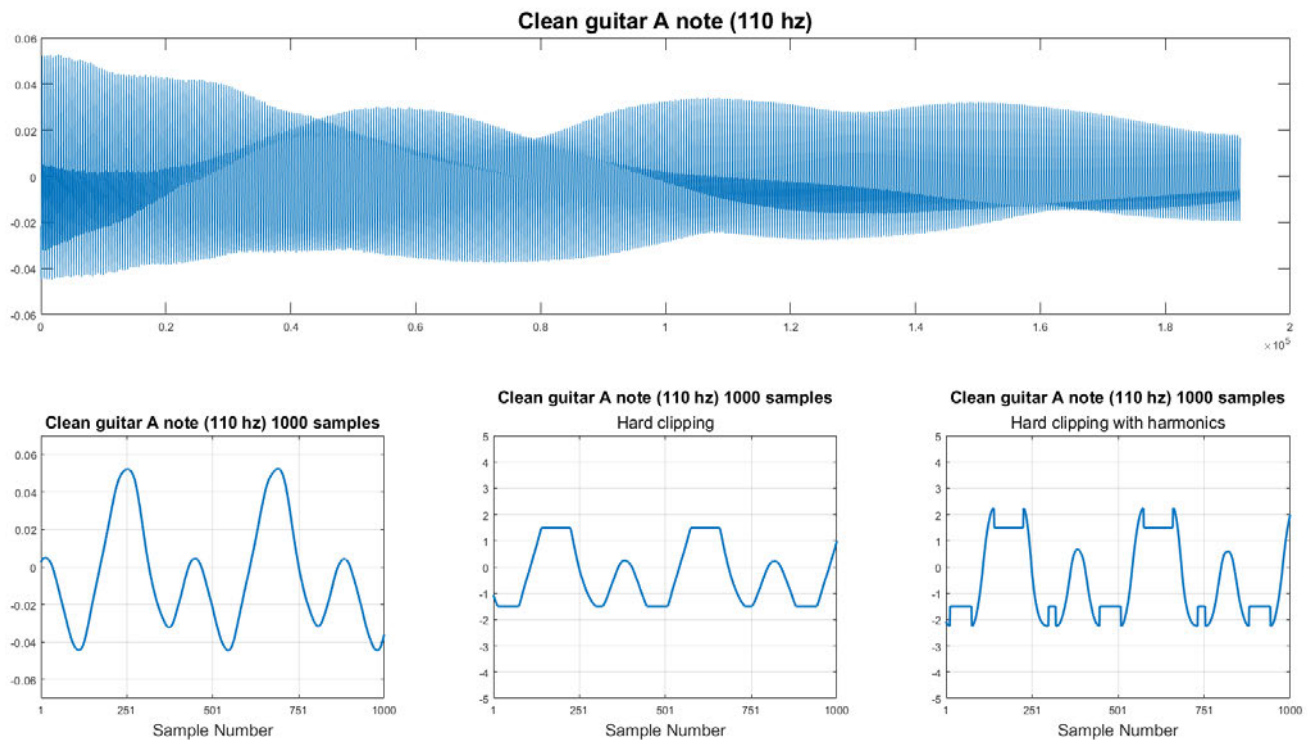 Clean guitar A note (110 hz)
0.06
0.04
0.02
0
-0.02
-0.04
-0.06
0 0.2 0.4 0.6 0.8 1 1.2 1.4 1.6 1.8 2
×10⁵
Clean guitar A note (110 hz) 1000 samples
0.06
0.04
0.02
0
-0.02
-0.04
-0.06
1 251 501 751 1000
Sample Number
Clean guitar A note (110 hz) 1000 samples
Hard clipping
5
4
3
2
1
0
-1
-2
-3
-4
-5
1 251 501 751 1000
Sample Number
Clean guitar A note (110 hz) 1000 samples
Hard clipping with harmonics
5
4
3
2
1
0
-1
-2
-3
-4
-5
1 251 501 751 1000
Sample Number